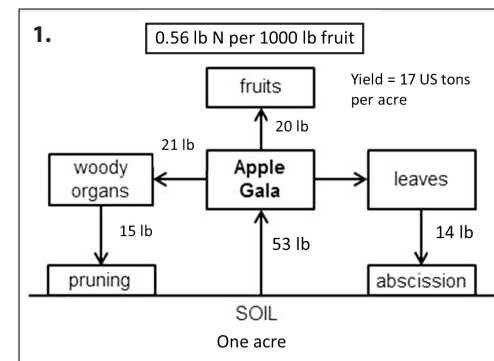 1.
0.56 lb N per 1000 lb fruit
fruits
Yield = 17 US tons
per acre
20 lb
21 lb
woody
organs
Apple
Gala
leaves
15 lb
53 lb
14 lb
pruning
abscission
SOIL
One acre